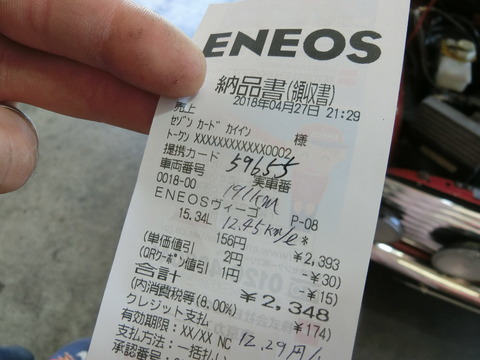 ENEOS
納品書(領収書)
2018年04月27日 21:29
売上
セゾン カード カイイン 様
トークン XXXXXXXXXXXX0002
提携カード 59655
車両番号 実車番
0018-00 191km
ENEOSヴィーゴ P-08
15.34L 12.45km/l *
156円 ¥2,393
(単価値引 2円 -¥30)
(QRクーポン値引 1円 -¥15)
合計 ¥2,348
(内消費税等(8.00%) ¥174)
クレジット支払
有効期限: XX/XX NC 12.29円/
支払方法: 一括払い
承認番号: